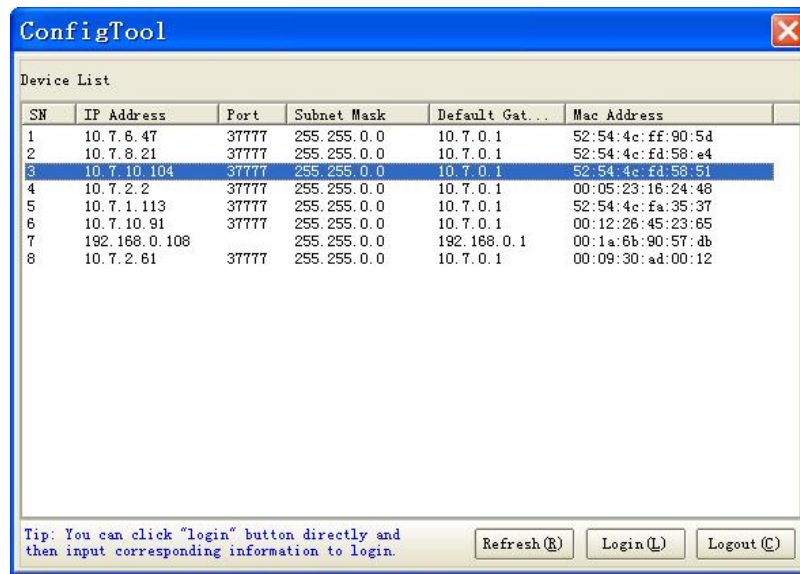 ConfigTool
Device List
SN IP Address Port Subnet Mask Default Gat... Mac Address
1 10.7.6.47 37777 255.255.0.0 10.7.0.1 52:54:4c:ff:90:5d
2 10.7.8.21 37777 255.255.0.0 10.7.0.1 52:54:4c:fd:58:e4
3 10.7.10.104 37777 255.255.0.0 10.7.0.1 52:54:4c:fd:58:51
4 10.7.2.2 37777 255.255.0.0 10.7.0.1 00:05:23:16:24:48
5 10.7.1.113 37777 255.255.0.0 10.7.0.1 52:54:4c:fa:35:37
6 10.7.10.91 37777 255.255.0.0 10.7.0.1 00:12:26:45:23:65
7 192.168.0.108 255.255.0.0 192.168.0.1 00:1a:6b:90:57:db
8 10.7.2.61 37777 255.255.0.0 10.7.0.1 00:09:30:ad:00:12
Tip: You can click "login" button directly and
then input corresponding information to login.
Refresh(R) Login(L) Logout(C)